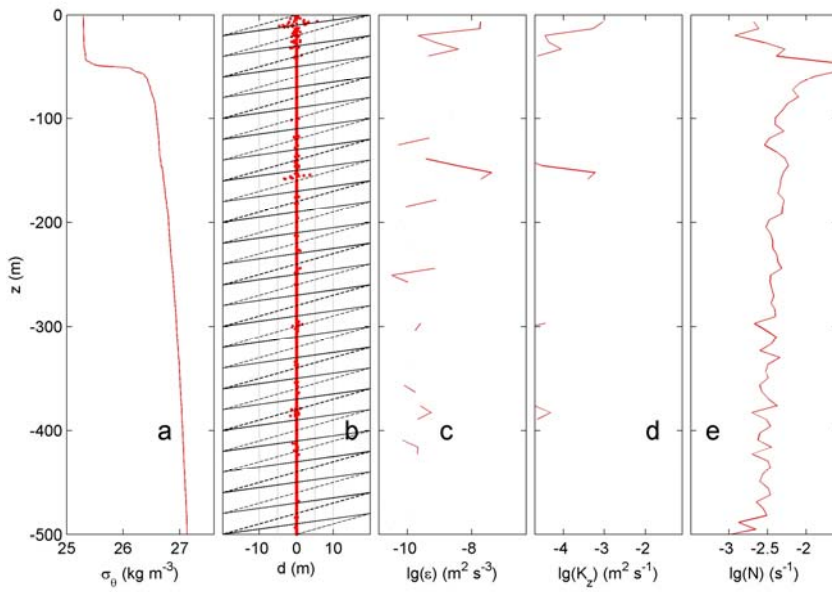 0
-100
-200
-300
-400
-500
z (m)
a
b
c
d
e
25 26 27
-10 0 10
-10 -8
-4 -3 -2
-3 -2.5 -2
σθ (kg m-3)
d (m)
lg(ε) (m2 s-3)
lg(Kz) (m2 s-1)
lg(N) (s-1)